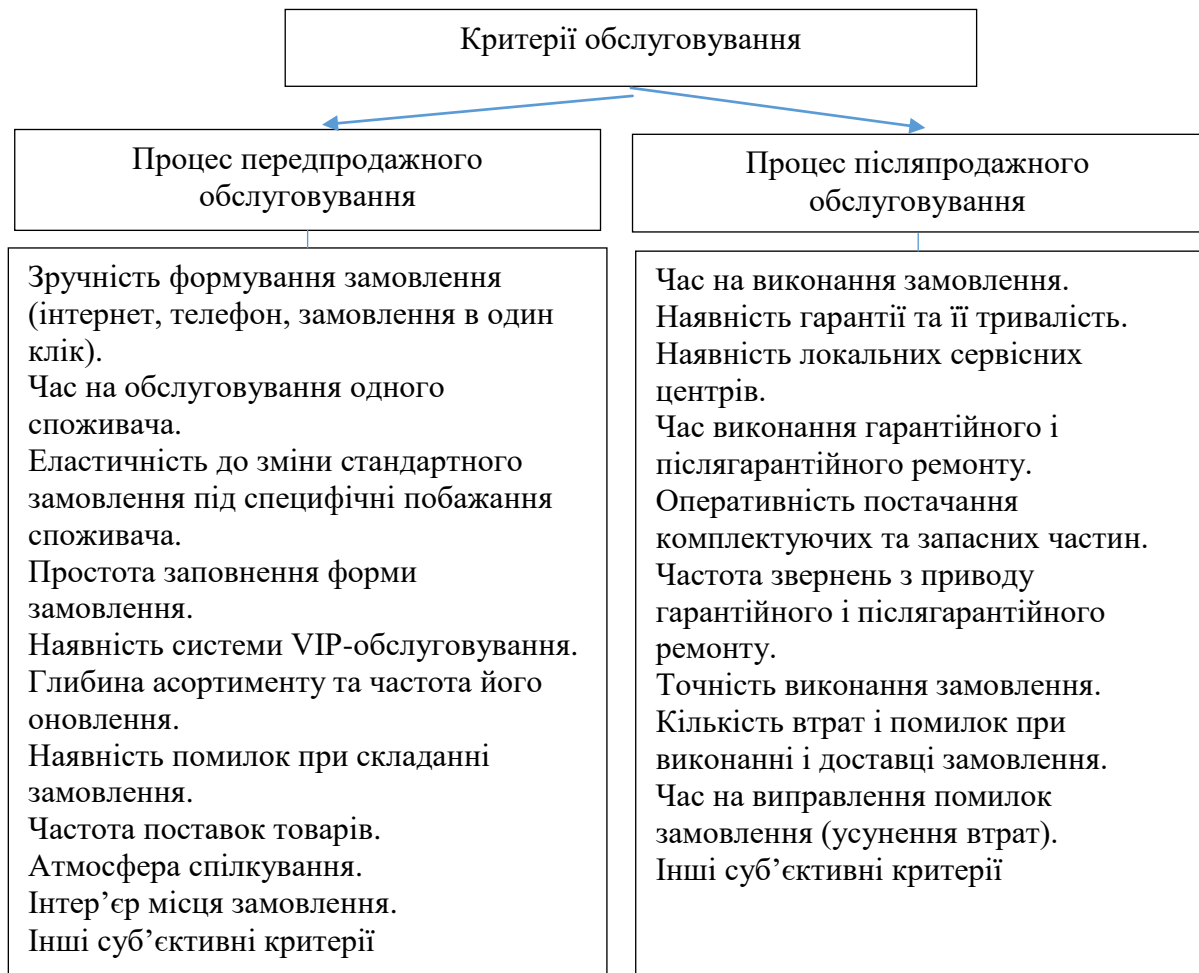 Критерії обслуговування
Процес передпродажного
обслуговування
Зручність формування замовлення
(інтернет, телефон, замовлення в один
клік).
Час на обслуговування одного
споживача.
Еластичність до зміни стандартного
замовлення під специфічні побажання
споживача.
Простота заповнення форми
замовлення.
Наявність системи VIP-обслуговування.
Глибина асортименту та частота його
оновлення.
Наявність помилок при складанні
замовлення.
Частота поставок товарів.
Атмосфера спілкування.
Інтер’єр місця замовлення.
Інші суб’єктивні критерії
Процес післяпродажного
обслуговування
Час на виконання замовлення.
Наявність гарантії та її тривалість.
Наявність локальних сервісних
центрів.
Час виконання гарантійного і
післягарантійного ремонту.
Оперативність постачання
комплектуючих та запасних частин.
Частота звернень з приводу
гарантійного і післягарантійного
ремонту.
Точність виконання замовлення.
Кількість втрат і помилок при
виконанні і доставці замовлення.
Час на виправлення помилок
замовлення (усунення втрат).
Інші суб’єктивні критерії